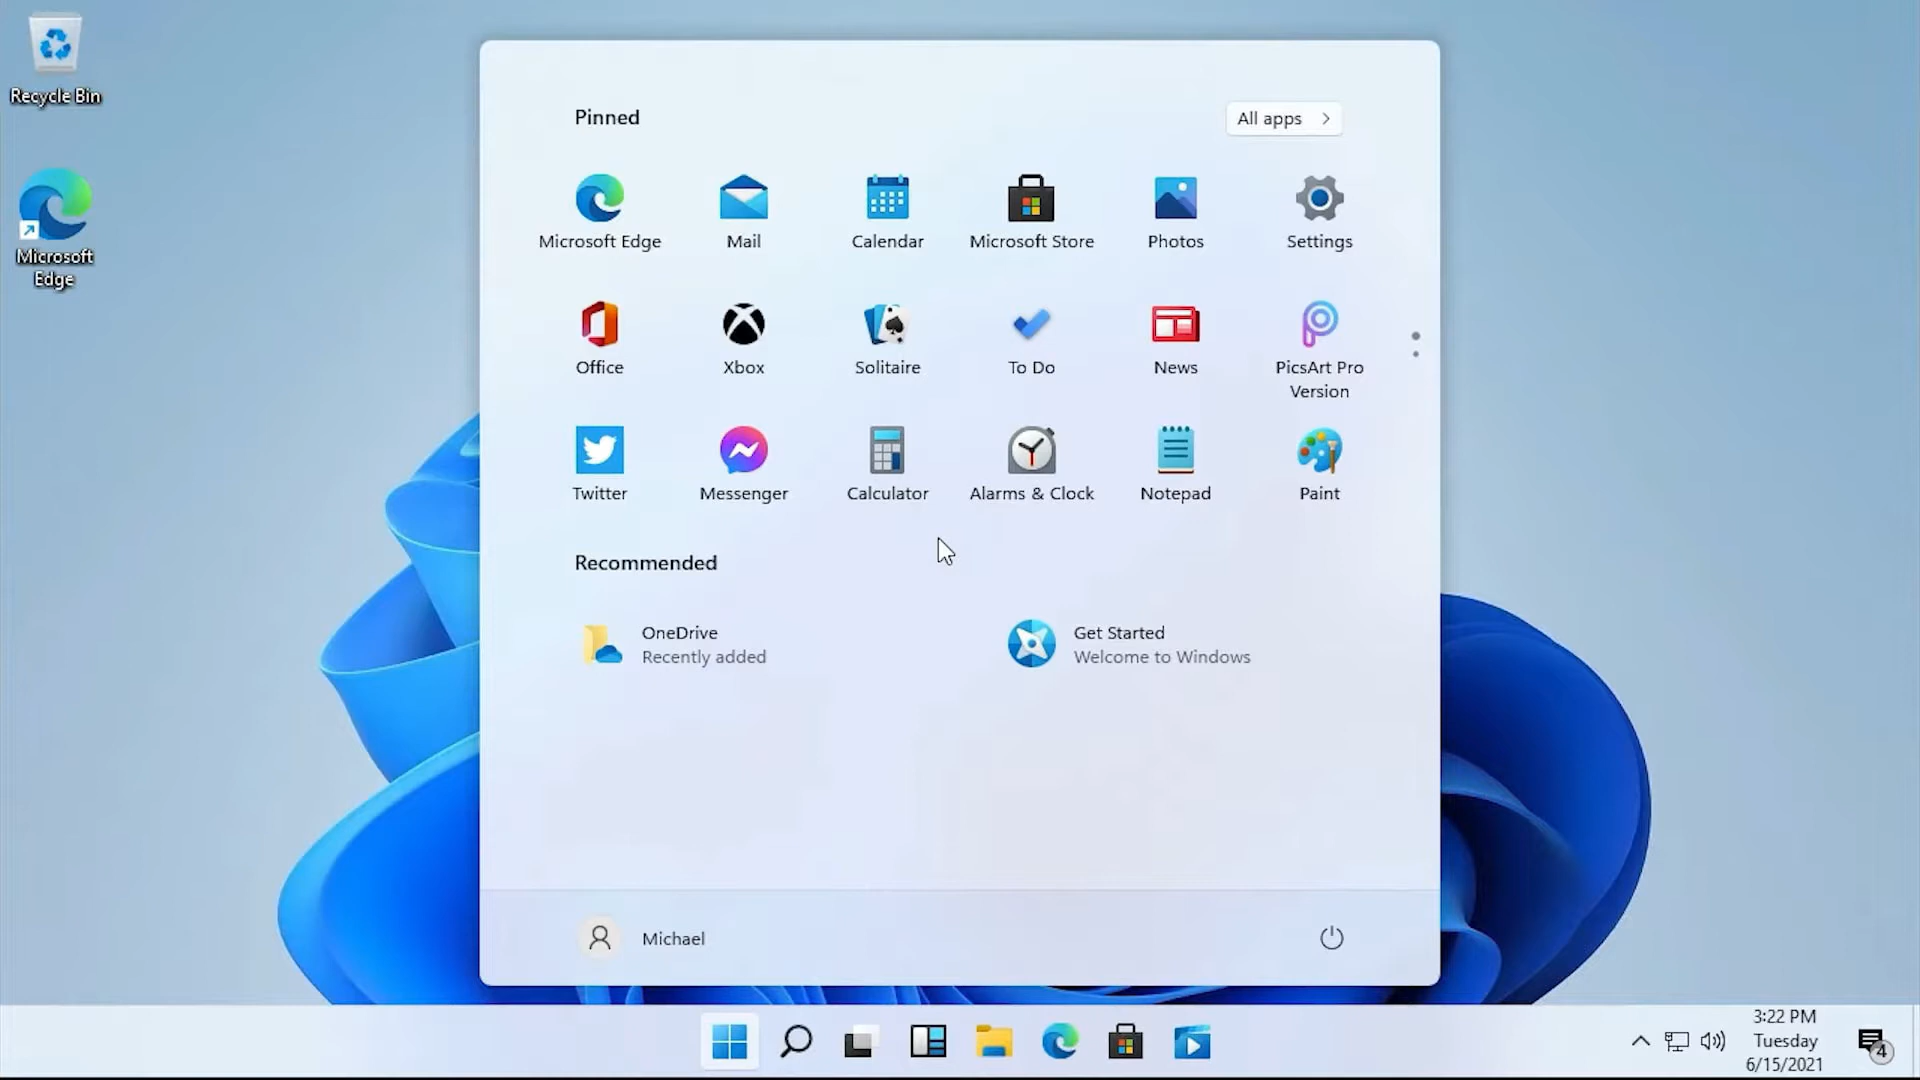 Recycle Bin
Microsoft
Edge
Pinned
All apps
Microsoft Edge
Mail
Calendar
Microsoft Store
Photos
Settings
Office
Xbox
Solitaire
To Do
News
PicsArt Pro
Version
Twitter
Messenger
Calculator
Alarms & Clock
Notepad
Paint
Recommended
OneDrive
Recently added
Get Started
Welcome to Windows
Michael
3:22 PM
Tuesday
6/15/2021
4